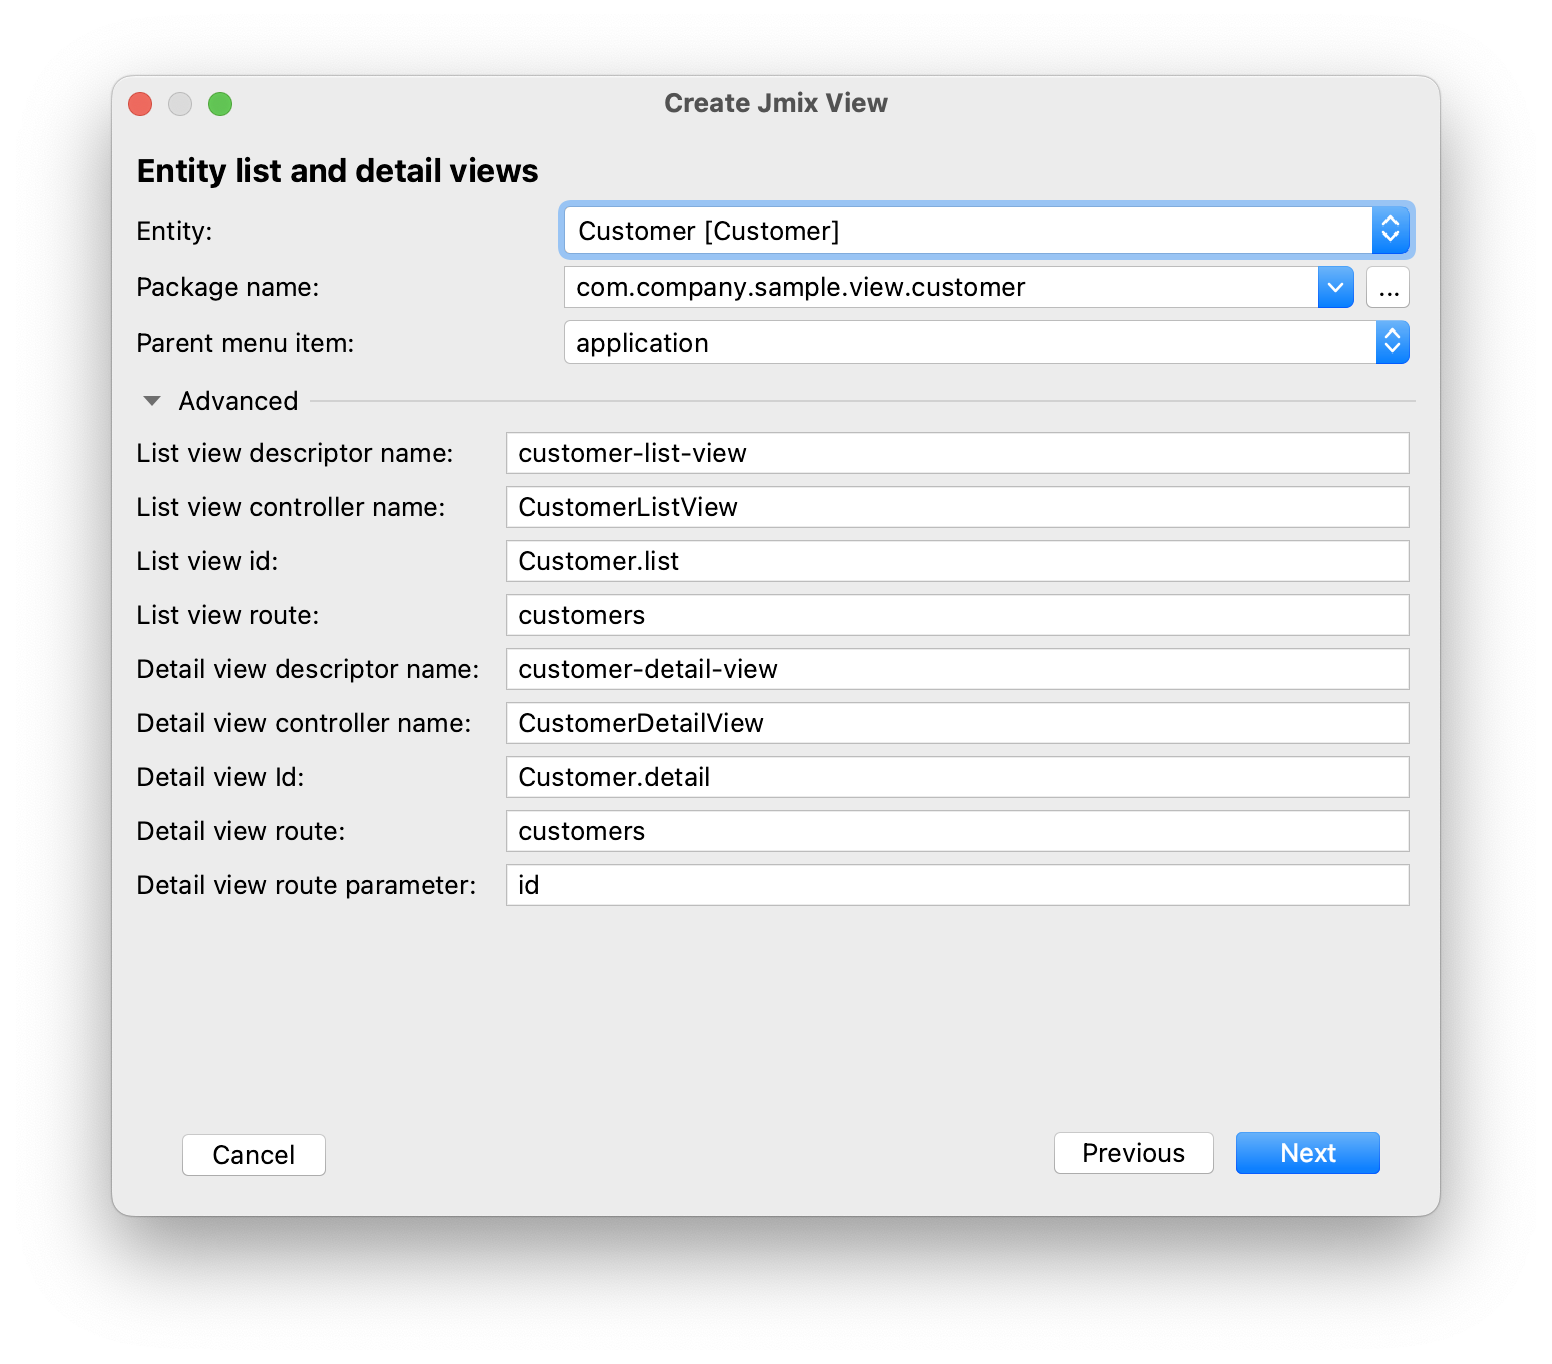 Create Jmix View
Entity list and detail views
Entity: Customer [Customer]
Package name: com.company.sample.view.customer ...
Parent menu item: application
Advanced
List view descriptor name: customer-list-view
List view controller name: CustomerListView
List view id: Customer.list
List view route: customers
Detail view descriptor name: customer-detail-view
Detail view controller name: CustomerDetailView
Detail view Id: Customer.detail
Detail view route: customers
Detail view route parameter: id
Cancel Previous Next